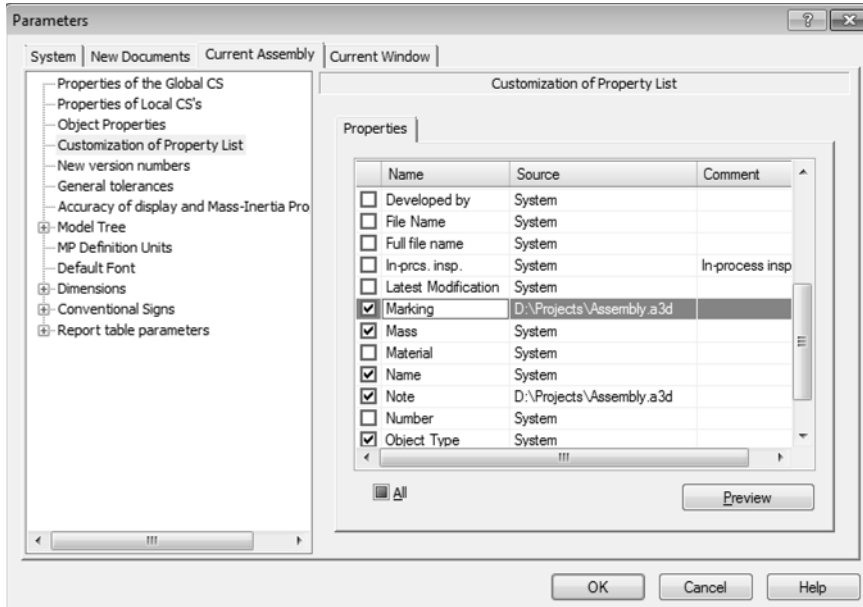 Parameters
System New Documents Current Assembly Current Window
Properties of the Global CS
Properties of Local CS's
Object Properties
Customization of Property List
New version numbers
General tolerances
Accuracy of display and Mass-Inertia Pro
Model Tree
MP Definition Units
Default Font
Dimensions
Conventional Signs
Report table parameters
Customization of Property List
Properties
Name Source Comment
Developed by System
File Name System
Full file name System
In-prcs. insp. System In-process insp
Latest Modification System
Marking D:\Projects\Assembly.a3d
Mass System
Material System
Name System
Note D:\Projects\Assembly.a3d
Number System
Object Type System
All
Preview
OK Cancel Help